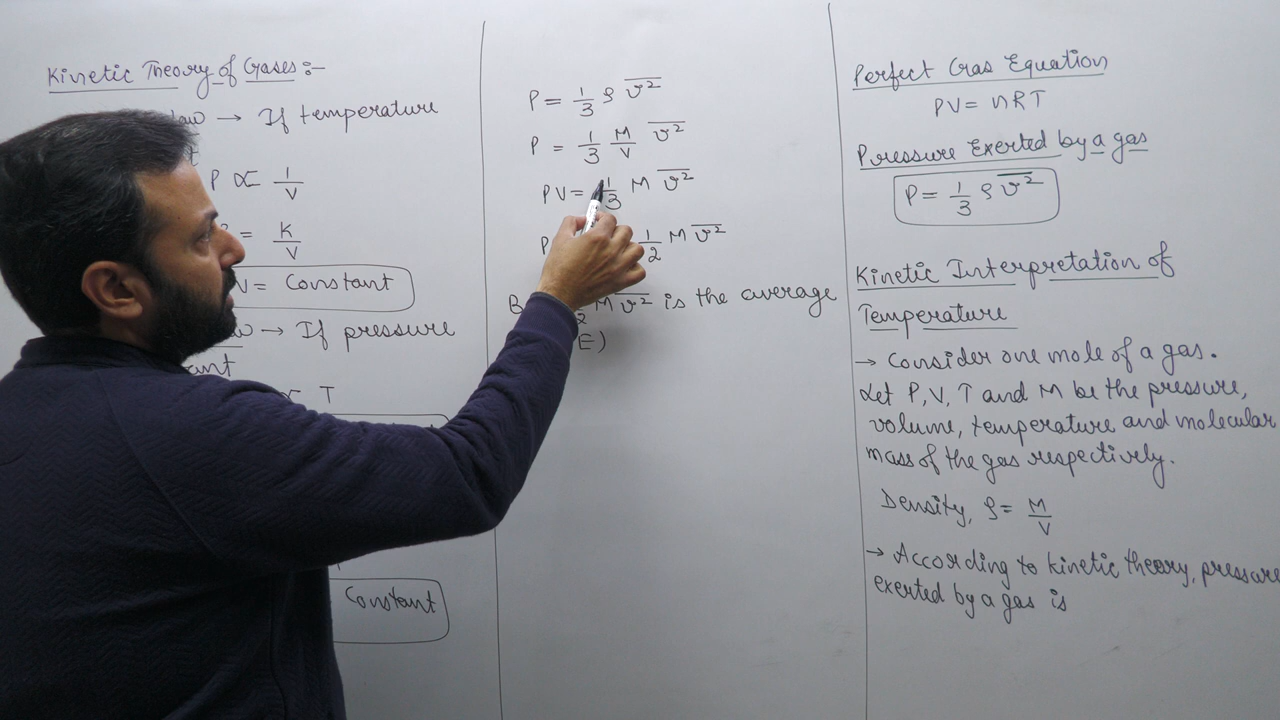 Kinetic Theory of Gases :-
→ If temperature
P ∝ 1/V
= K/V
= Constant
→ If pressure
∝ T
Constant
P = 1/3 ρ v̅²̅
P = 1/3 M/V v̅²̅
PV = 1/3 M v̅²̅
P 1/2 M v̅²̅
M v̅²̅ is the average
E)
Perfect Gas Equation
PV = nRT
Pressure Exerted by a gas
P = 1/3 ρ v̅²̅
Kinetic Interpretation of
Temperature
→ Consider one mole of a gas.
Let P, V, T and M be the pressure,
volume, temperature and molecular
mass of the gas respectively.
Density, ρ = M/V
→ According to kinetic theory, pressure
exerted by a gas is